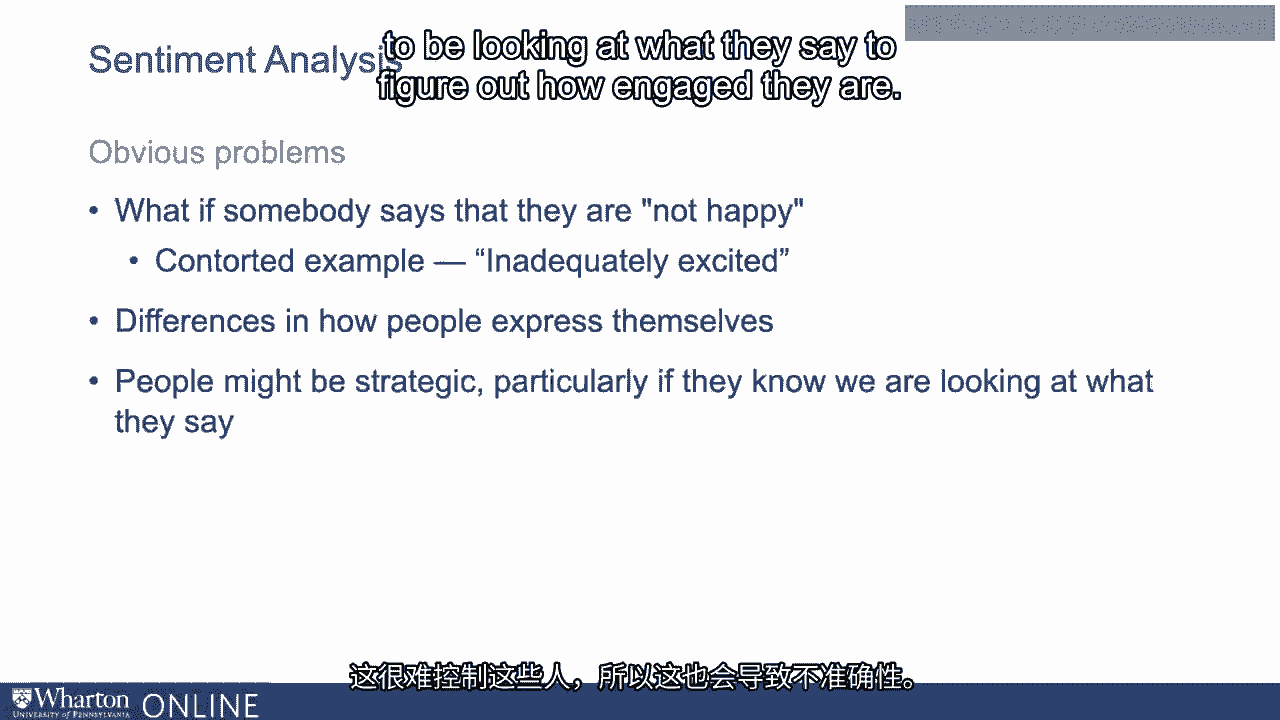 Sentiment Analysis
to be looking at what they say to
figure out how engaged they are.
Obvious problems
• What if somebody says that they are "not happy"
• Contorted example — “Inadequately excited”
• Differences in how people express themselves
• People might be strategic, particularly if they know we are looking at what
they say
这很难控制这些人，所以这也会导致不准确性。
Wharton ONLINE
UNIVERSITY of PENNSYLVANIA